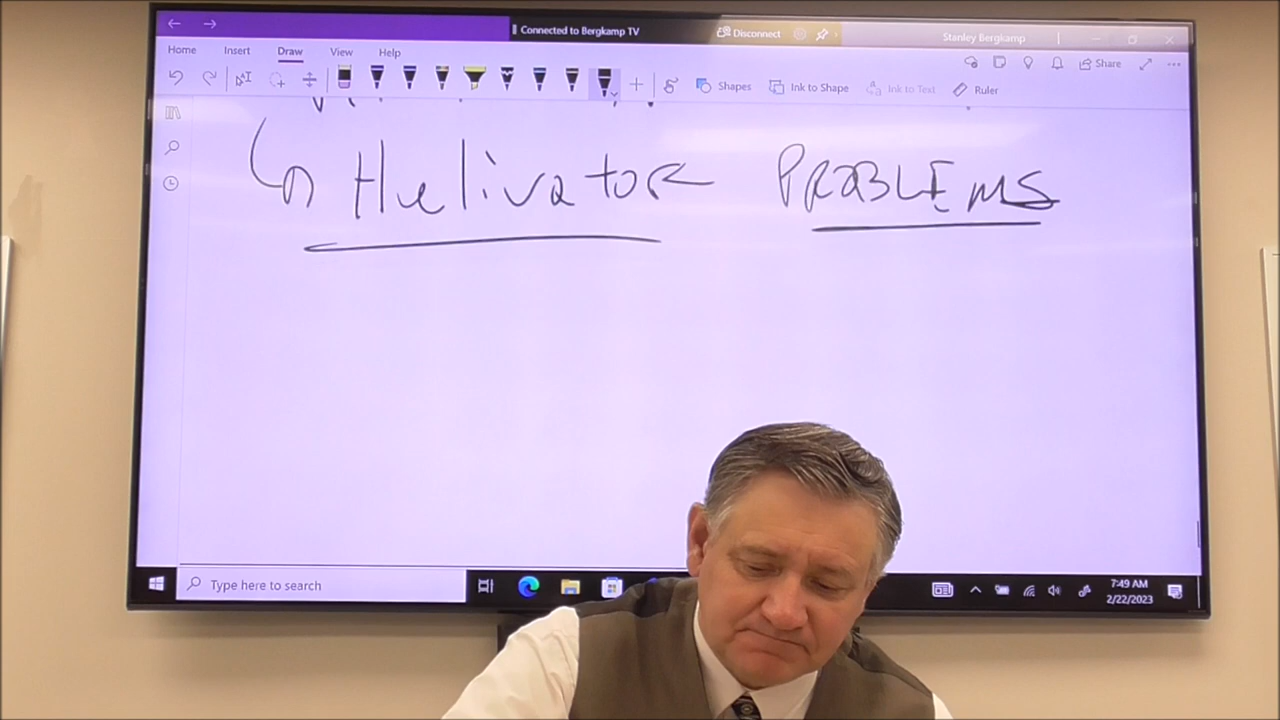 Connected to Bergkamp TV
Disconnect
Stanley Bergkamp
Home Insert Draw View Help
Share
Shapes Ink to Shape Ink to Text Ruler
Helivator PROBLEMS
Type here to search
7:49 AM
2/22/2023